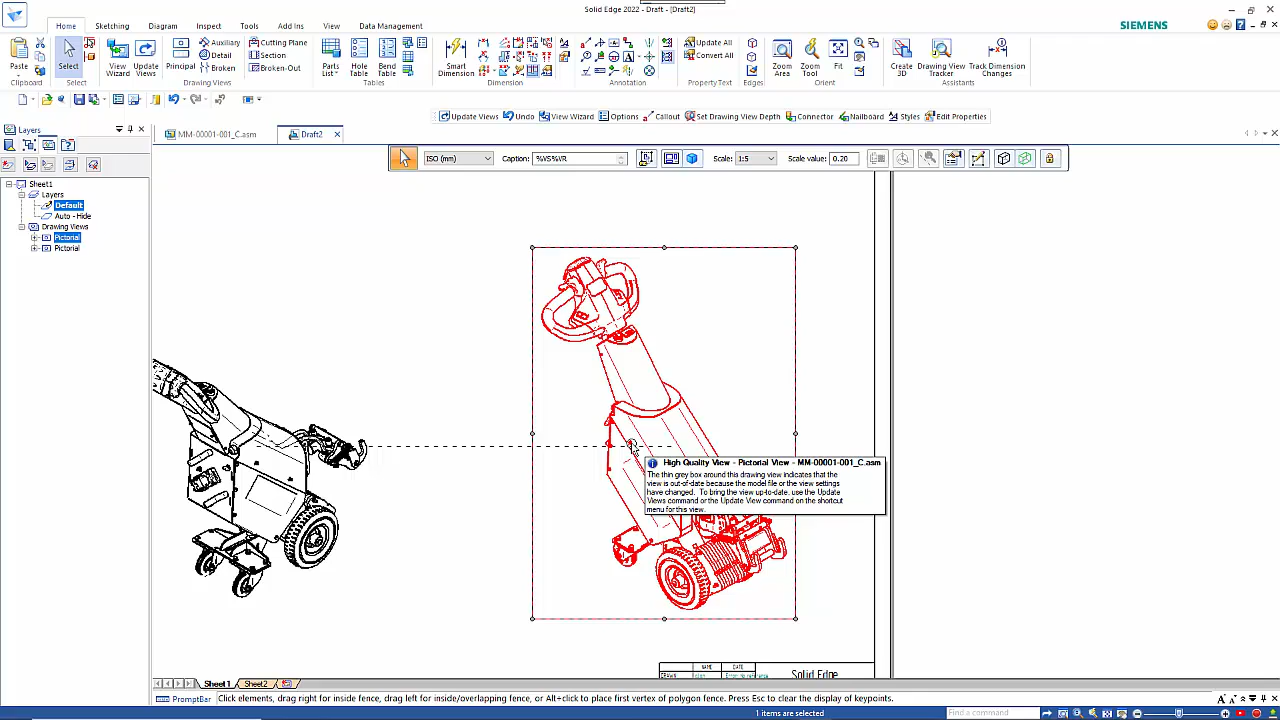 Solid Edge 2022 - Draft - [Draft2]
Home Sketching Diagram Inspect Tools Add Ins View Data Management
SIEMENS
Paste
Clipboard
Select
Select
View Wizard
Update Views
Principal
Auxiliary
Detail
Broken
Cutting Plane
Section
Broken-Out
Drawing Views
Parts List
Hole Table
Bend Table
Tables
Smart Dimension
Dimension
Annotation
Update All
Convert All
PropertyText
Edges
Zoom Area
Zoom Tool
Fit
Orient
Create 3D
Drawing View Tracker
Track Dimension Changes
Assistants
Update Views Undo View Wizard Options Callout Set Drawing View Depth Connector Nailboard Styles Edit Properties
Layers
MM-00001-001_C.asm
Draft2
ISO (mm)
Caption: %VS%VR
Scale: 1:5
Scale value: 0.20
Sheet1
Layers
Default
Auto - Hide
Drawing Views
Pictorial
Pictorial
High Quality View - Pictorial View - MM-00001-001_C.asm
The thin grey box around this drawing view indicates that the
view is out-of-date because the model file or the view settings
have changed. To bring the view up-to-date, use the Update
Views command or the Update View command on the shortcut
menu for this view.
NAME DATE
DRAWN
Solid Edge
Sheet1 Sheet2
PromptBar
Click elements, drag right for inside fence, drag left for inside/overlapping fence, or Alt+click to place first vertex of polygon fence. Press Esc to clear the display of keypoints.
1 items are selected
Find a command